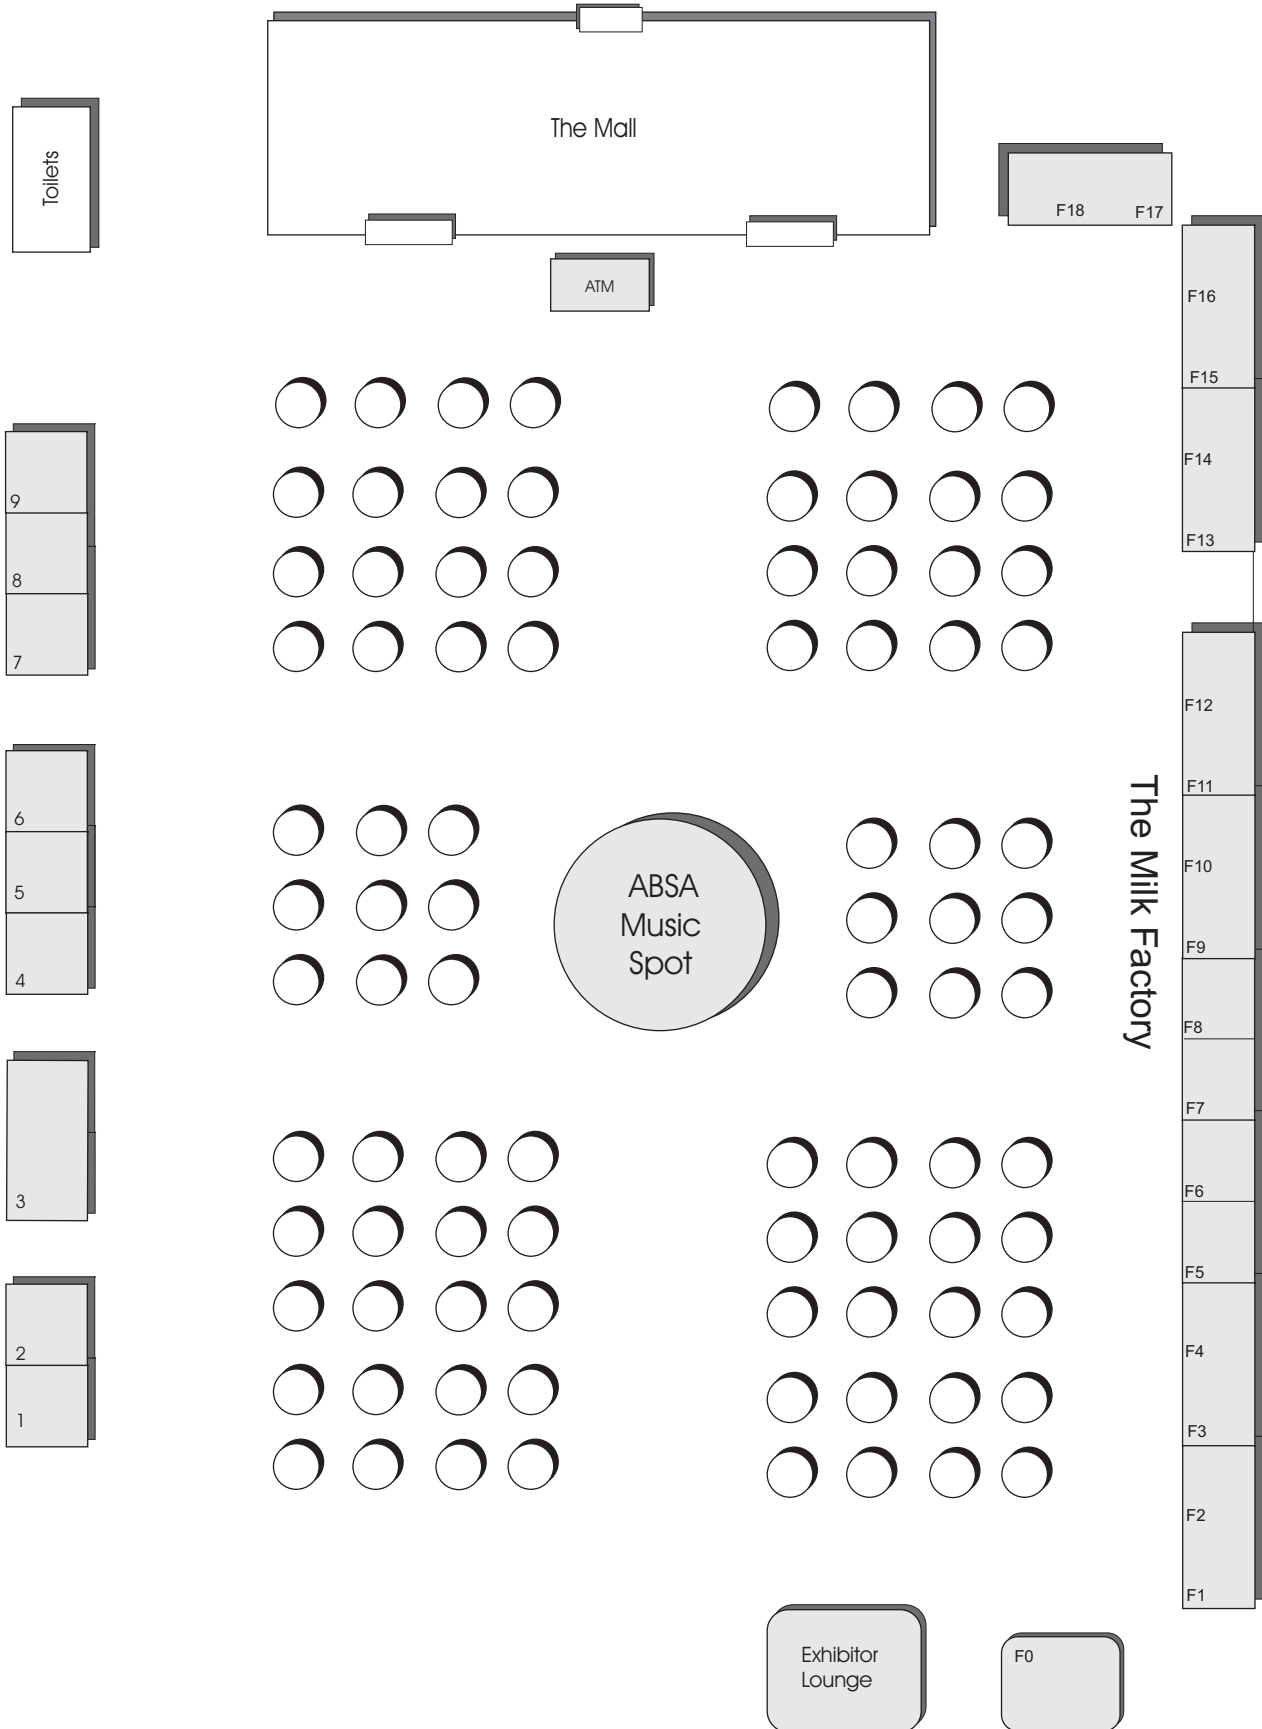 The Mall
Toilets
F18
F17
ATM
F16
F15
F14
F13
9
8
7
F12
F11
6
5
4
ABSA
Music
Spot
The Milk Factory
F10
F9
F8
F7
3
F6
F5
2
1
F4
F3
F2
F1
Exhibitor
Lounge
F0